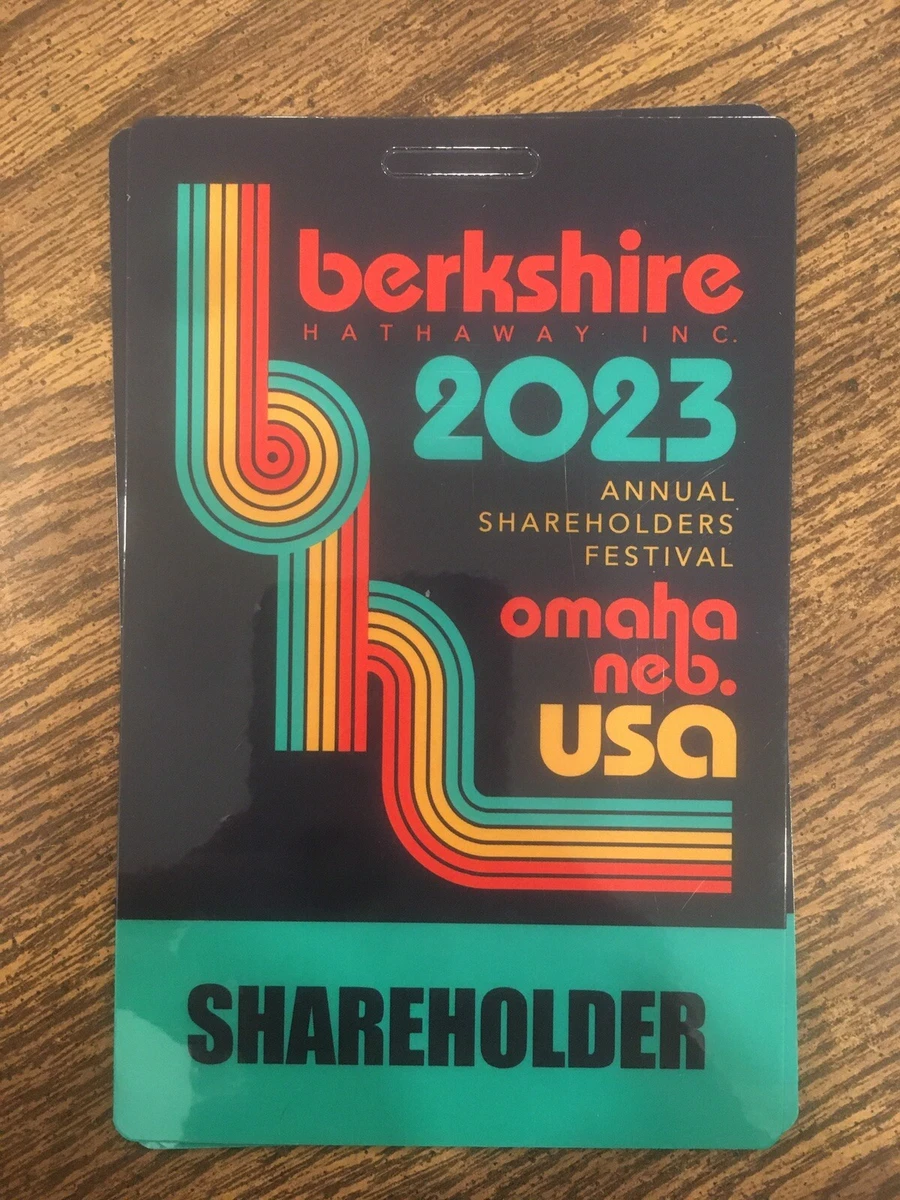 berkshire
HATHAWAY INC.
2023
ANNUAL
SHAREHOLDERS
FESTIVAL
omaha
neb.
usa
SHAREHOLDER